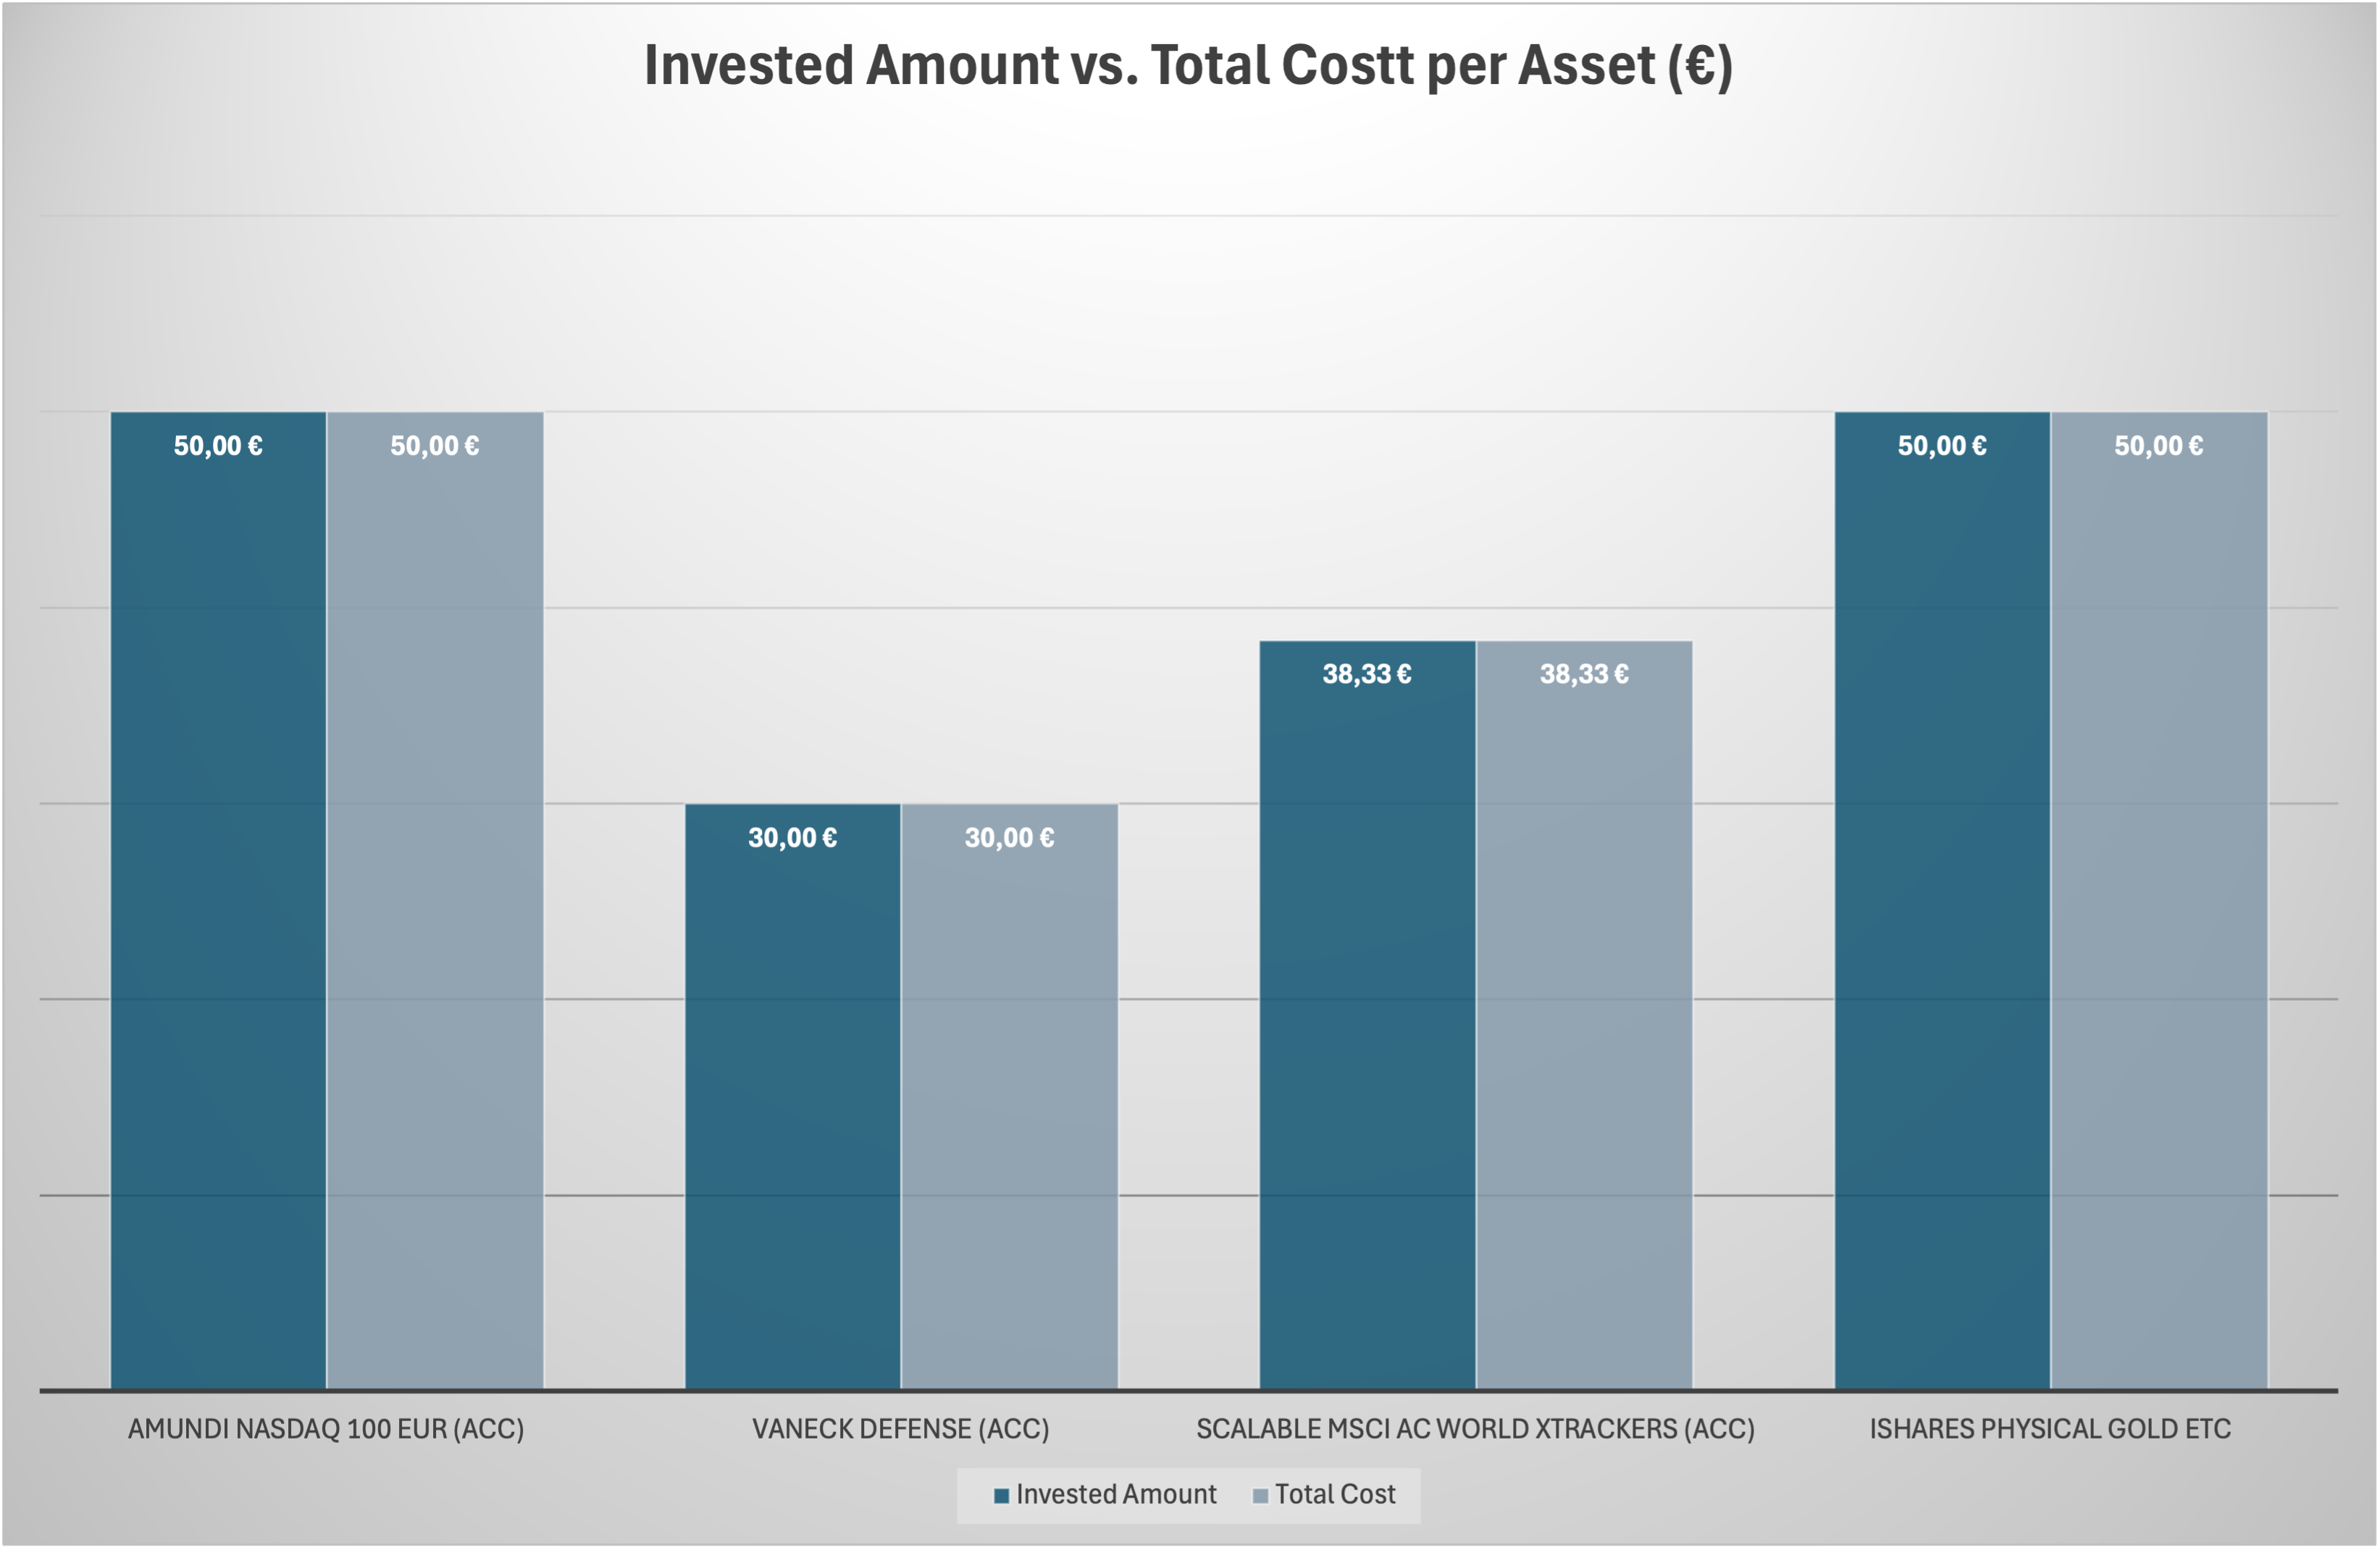 Invested Amount vs. Total Costt per Asset (€)
50,00 € 50,00 € 50,00 € 50,00 €
38,33 € 38,33 €
30,00 € 30,00 €
AMUNDI NASDAQ 100 EUR (ACC) VANECK DEFENSE (ACC) SCALABLE MSCI AC WORLD XTRACKERS (ACC) ISHARES PHYSICAL GOLD ETC
Invested Amount Total Cost